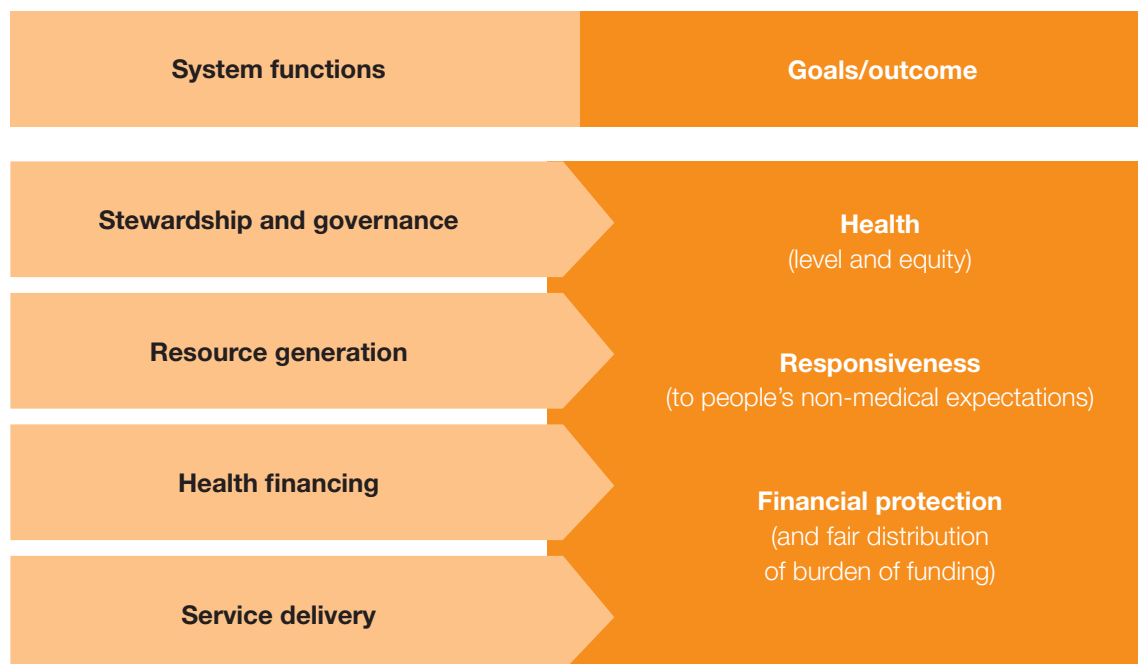 System functions
Goals/outcome
Stewardship and governance
Resource generation
Health financing
Service delivery
Health
(level and equity)
Responsiveness
(to people’s non-medical expectations)
Financial protection
(and fair distribution
of burden of funding)